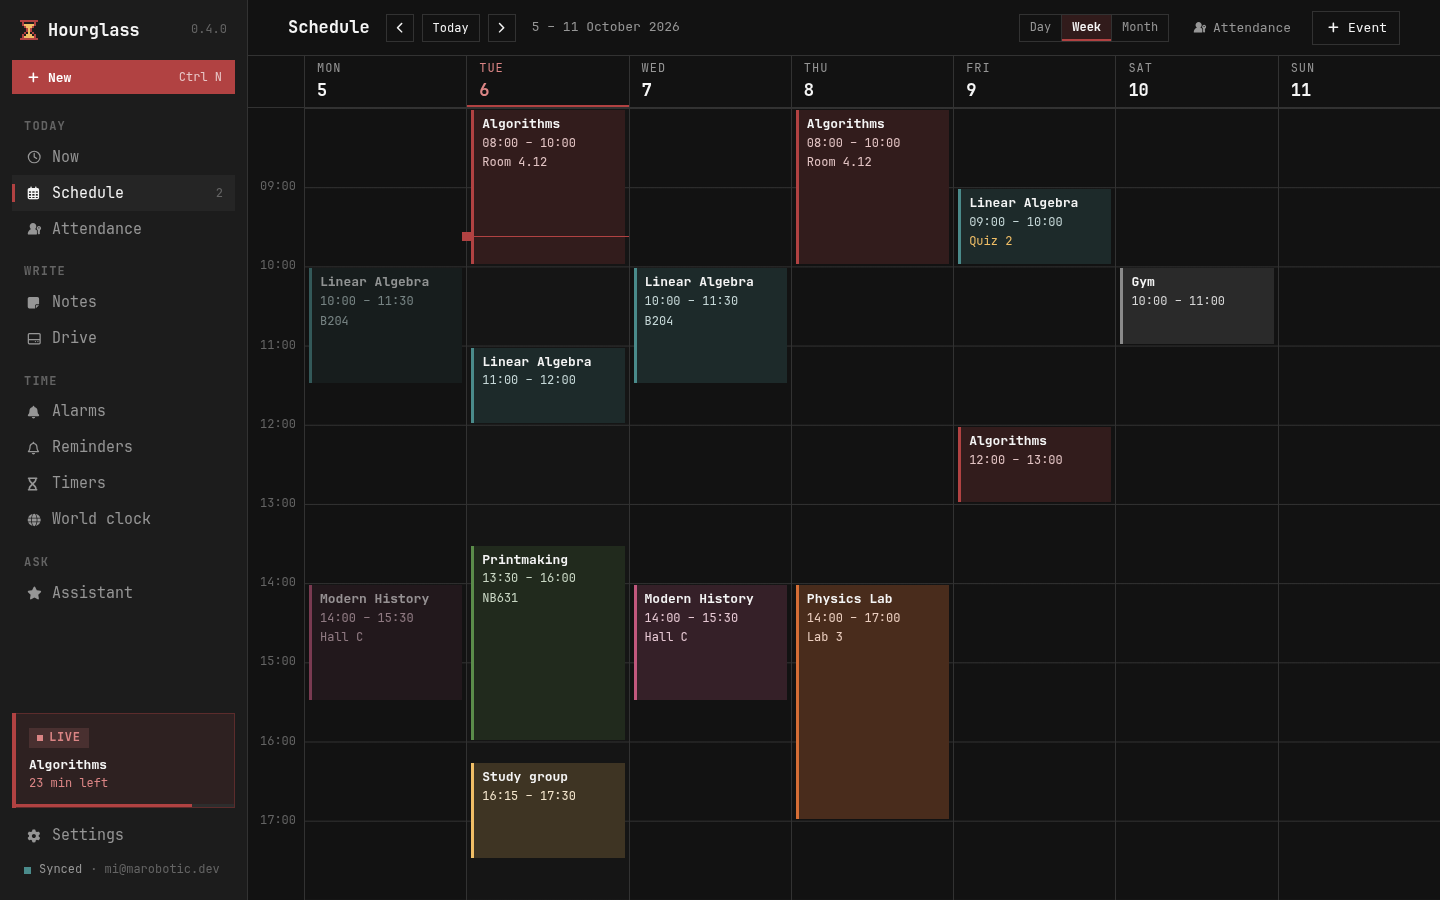 Hourglass 0.4.0
New Ctrl N
TODAY
Now
Schedule 2
Attendance
WRITE
Notes
Drive
TIME
Alarms
Reminders
Timers
World clock
ASK
Assistant
LIVE
Algorithms
23 min left
Settings
Synced · mi@marobotic.dev
Schedule Today 5 – 11 October 2026 Day Week Month Attendance Event
MON TUE WED THU FRI SAT SUN
5 6 7 8 9 10 11
09:00
10:00
11:00
12:00
13:00
14:00
15:00
16:00
17:00
Linear Algebra
10:00 – 11:30
B204
Modern History
14:00 – 15:30
Hall C
Algorithms
08:00 – 10:00
Room 4.12
Linear Algebra
11:00 – 12:00
Printmaking
13:30 – 16:00
NB631
Study group
16:15 – 17:30
Linear Algebra
10:00 – 11:30
B204
Modern History
14:00 – 15:30
Hall C
Algorithms
08:00 – 10:00
Room 4.12
Physics Lab
14:00 – 17:00
Lab 3
Linear Algebra
09:00 – 10:00
Quiz 2
Algorithms
12:00 – 13:00
Gym
10:00 – 11:00